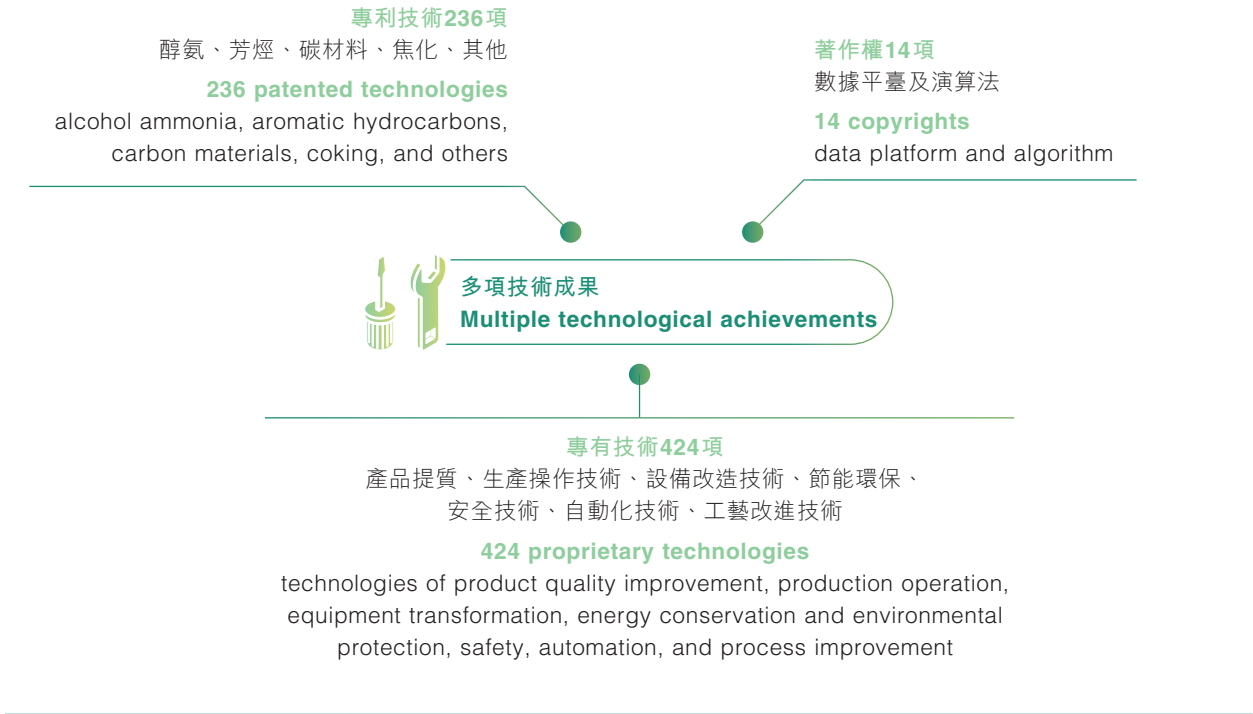 專利技術236項
醇氨、芳烴、碳材料、焦化、其他
236 patented technologies
alcohol ammonia, aromatic hydrocarbons,
carbon materials, coking, and others
著作權14項
數據平臺及演算法
14 copyrights
data platform and algorithm
多項技術成果
Multiple technological achievements
專有技術424項
產品提質、生產操作技術、設備改造技術、節能環保、
安全技術、自動化技術、工藝改進技術
424 proprietary technologies
technologies of product quality improvement, production operation,
equipment transformation, energy conservation and environmental
protection, safety, automation, and process improvement